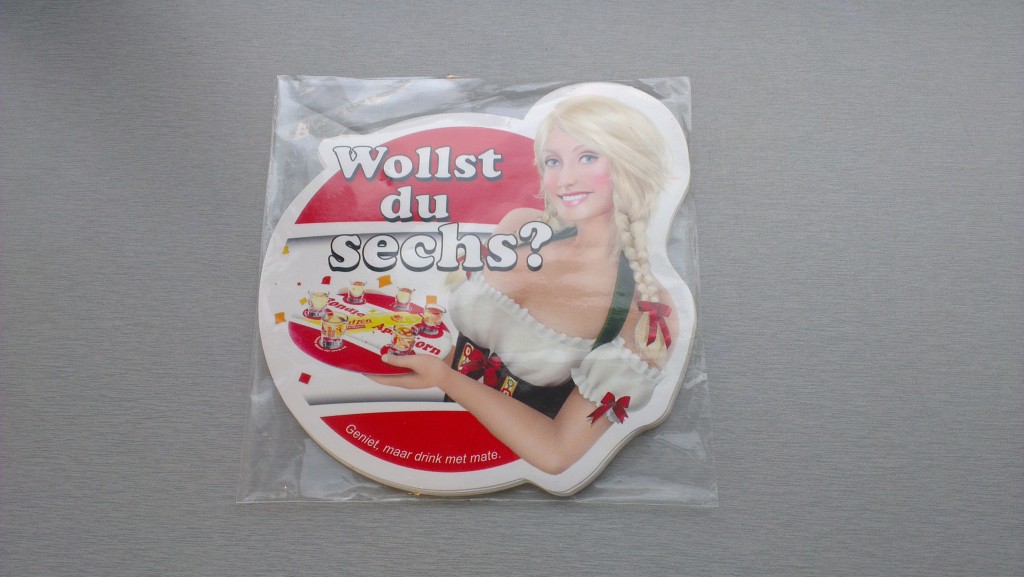 Wollst
du
sechs?
Geniet, maar drink met mate.